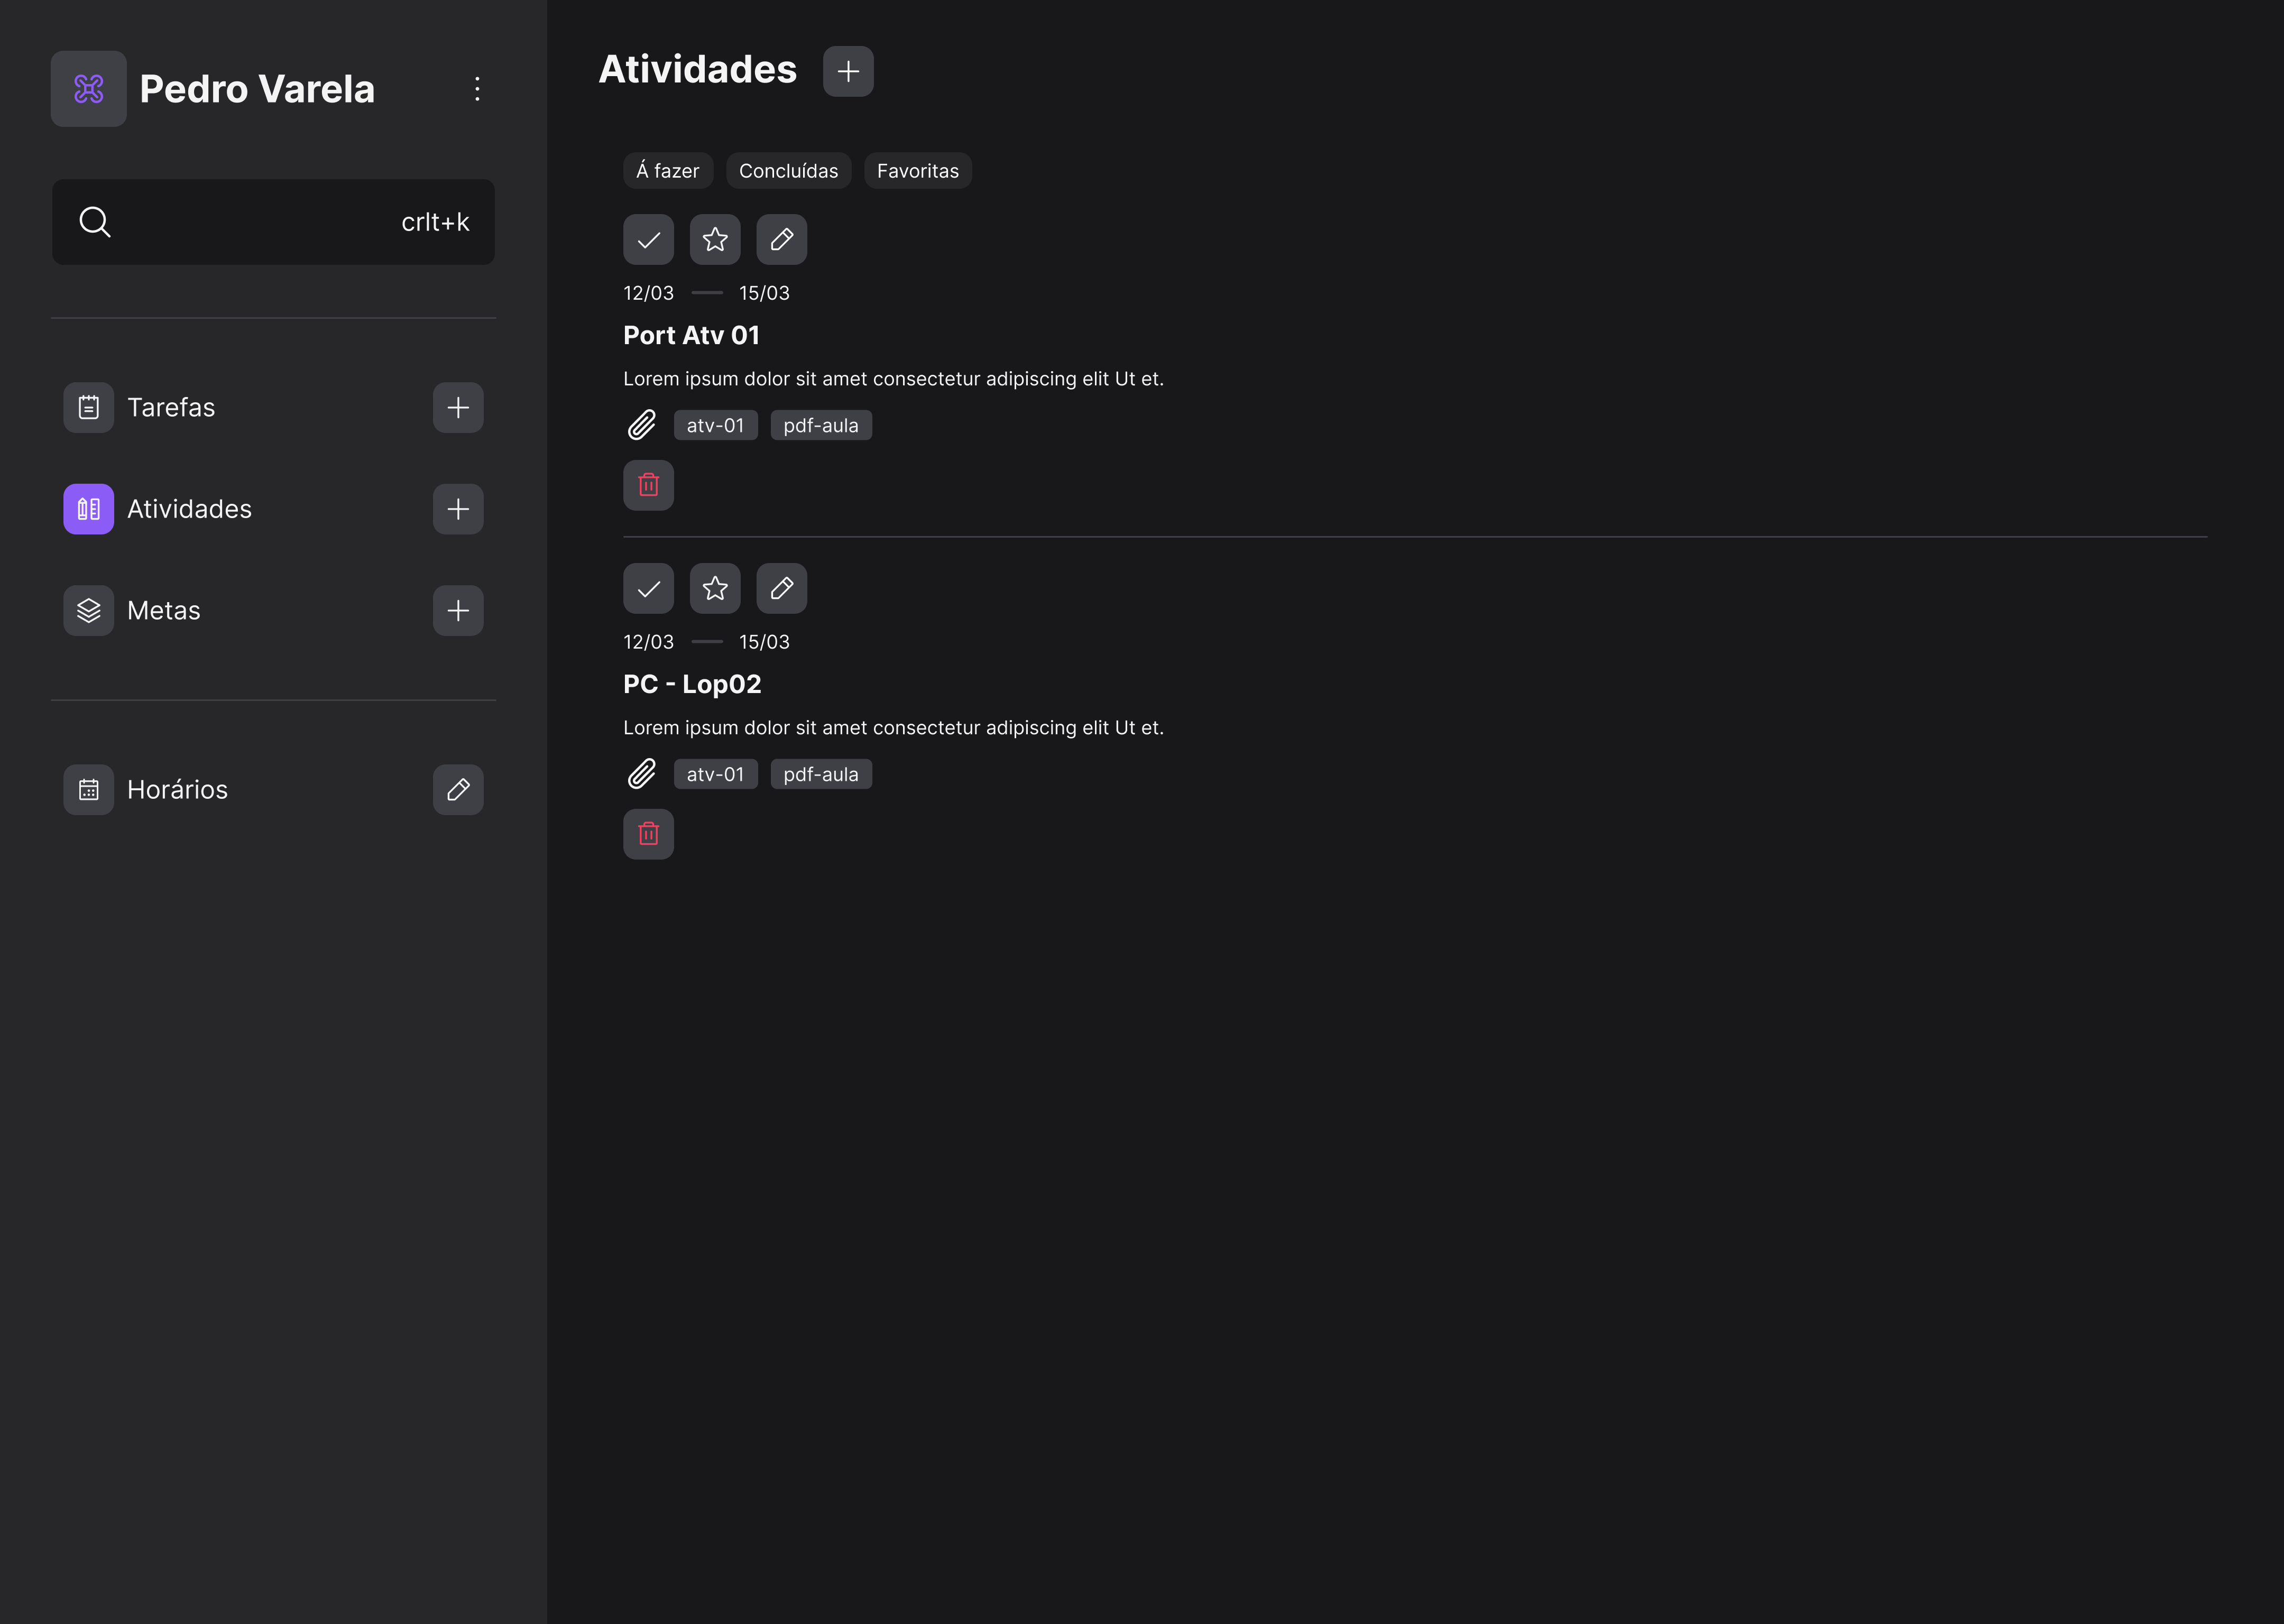 Pedro Varela
crlt+k
Tarefas
Atividades
Metas
Horários
Atividades
Á fazer Concluídas Favoritas
12/03 15/03
Port Atv 01
Lorem ipsum dolor sit amet consectetur adipiscing elit Ut et.
atv-01 pdf-aula
12/03 15/03
PC - Lop02
Lorem ipsum dolor sit amet consectetur adipiscing elit Ut et.
atv-01 pdf-aula